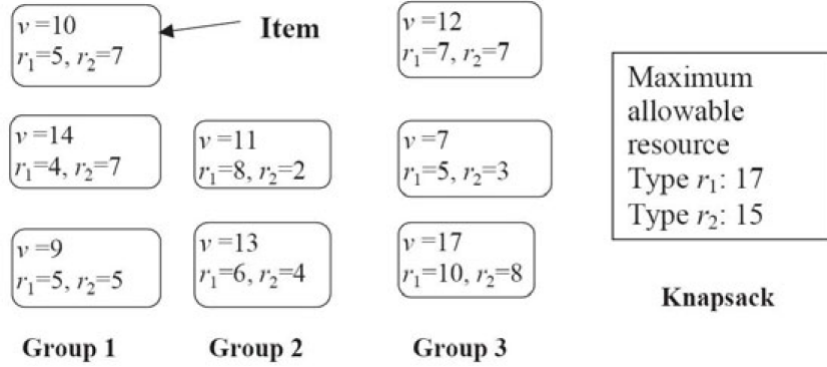 v =10
r₁=5, r₂=7
Item
v =12
r₁=7, r₂=7
v =14
r₁=4, r₂=7
v =11
r₁=8, r₂=2
v =7
r₁=5, r₂=3
v =9
r₁=5, r₂=5
v =13
r₁=6, r₂=4
v =17
r₁=10, r₂=8
Maximum
allowable
resource
Type r₁: 17
Type r₂: 15
Knapsack
Group 1
Group 2
Group 3